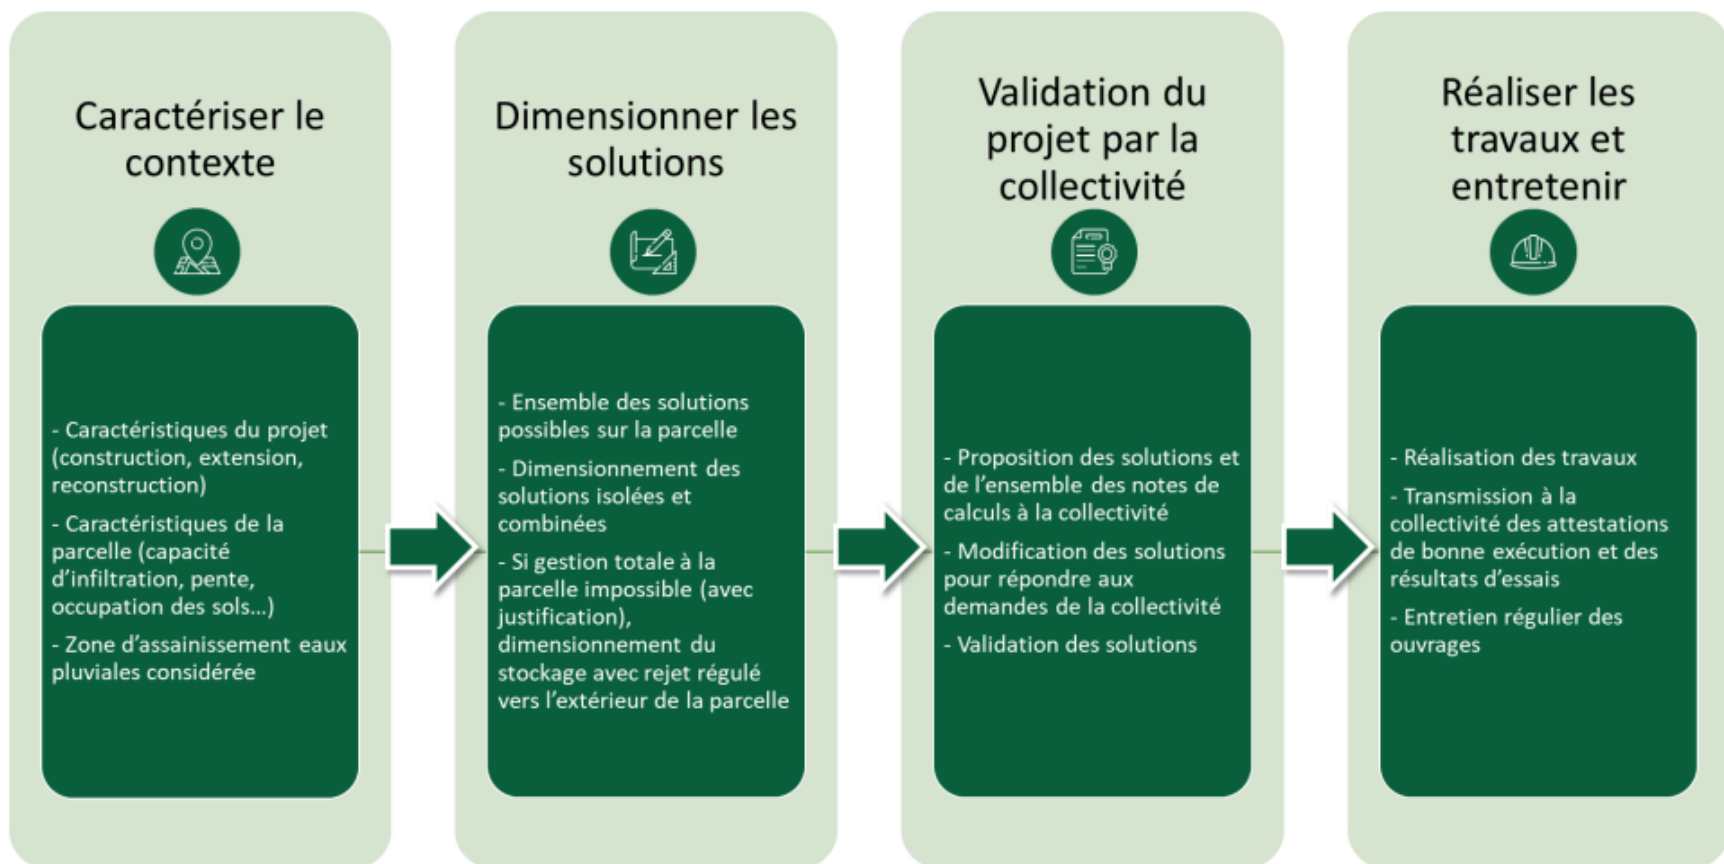 Caractériser le
contexte
- Caractéristiques du projet
(construction, extension,
reconstruction)
- Caractéristiques de la
parcelle (capacité
d'infiltration, pente,
occupation des sols...)
- Zone d'assainissement eaux
pluviales considérée
Dimensionner les
solutions
- Ensemble des solutions
possibles sur la parcelle
- Dimensionnement des
solutions isolées et
combinées
- Si gestion totale à la
parcelle impossible (avec
justification),
dimensionnement du
stockage avec rejet régulé
vers l'extérieur de la parcelle
Validation du
projet par la
collectivité
- Proposition des solutions et
de l'ensemble des notes de
calculs à la collectivité
- Modification des solutions
pour répondre aux
demandes de la collectivité
- Validation des solutions
Réaliser les
travaux et
entretenir
- Réalisation des travaux
- Transmission à la
collectivité des attestations
de bonne exécution et des
résultats d'essais
- Entretien régulier des
ouvrages